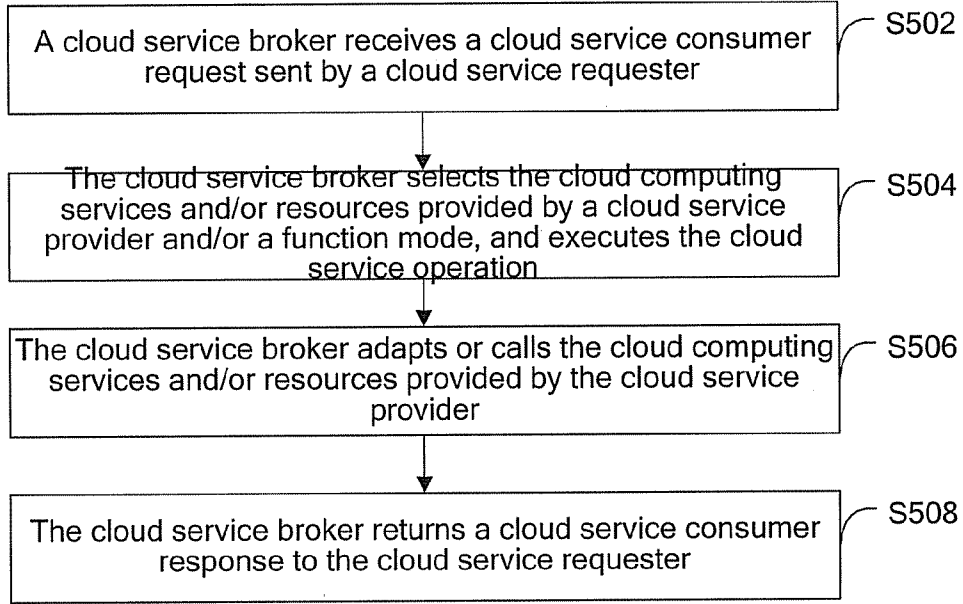 A cloud service broker receives a cloud service consumer
request sent by a cloud service requester
S502
The cloud service broker selects the cloud computing
services and/or resources provided by a cloud service
provider and/or a function mode, and executes the cloud
service operation
S504
The cloud service broker adapts or calls the cloud computing
services and/or resources provided by the cloud service
provider
S506
The cloud service broker returns a cloud service consumer
response to the cloud service requester
S508